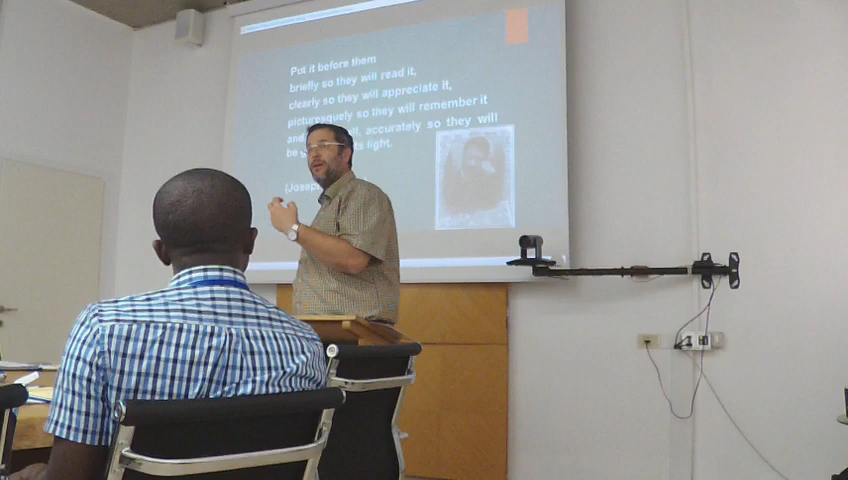 Put it before them
briefly so they will read it,
clearly so they will appreciate it,
picturesquely so they will remember it
and accurately so they will
be light.